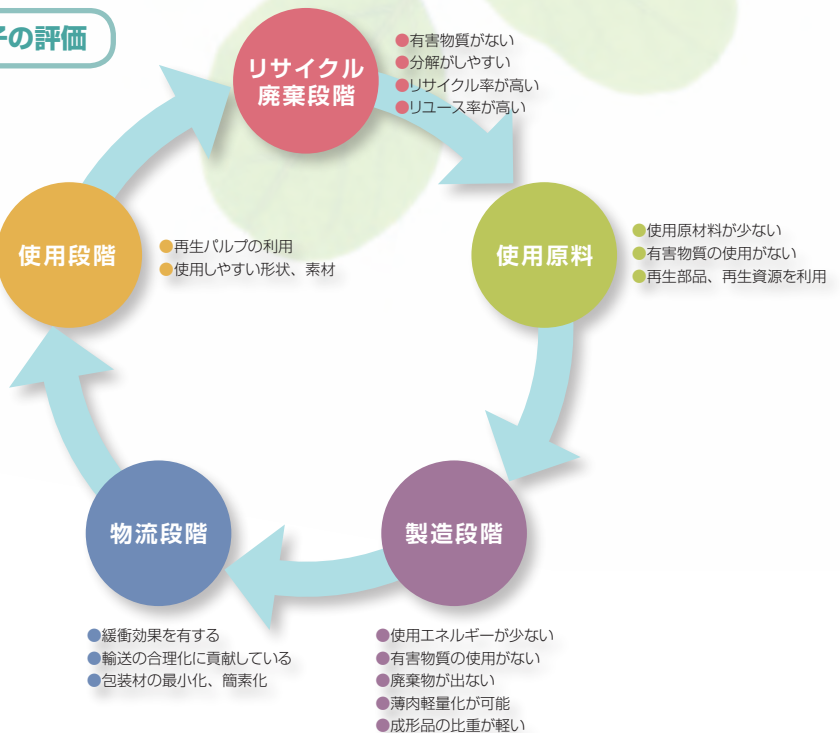 子の評価
リサイクル
廃棄段階
●有害物質がない
●分解がしやすい
●リサイクル率が高い
●リユース率が高い
使用原料
●使用原材料が少ない
●有害物質の使用がない
●再生部品、再生資源を利用
使用段階
●再生パルプの利用
●使用しやすい形状、素材
物流段階
●緩衝効果を有する
●輸送の合理化に貢献している
●包装材の最小化、簡素化
製造段階
●使用エネルギーが少ない
●有害物質の使用がない
●廃棄物が出ない
●薄肉軽量化が可能
●成形品の比重が軽い